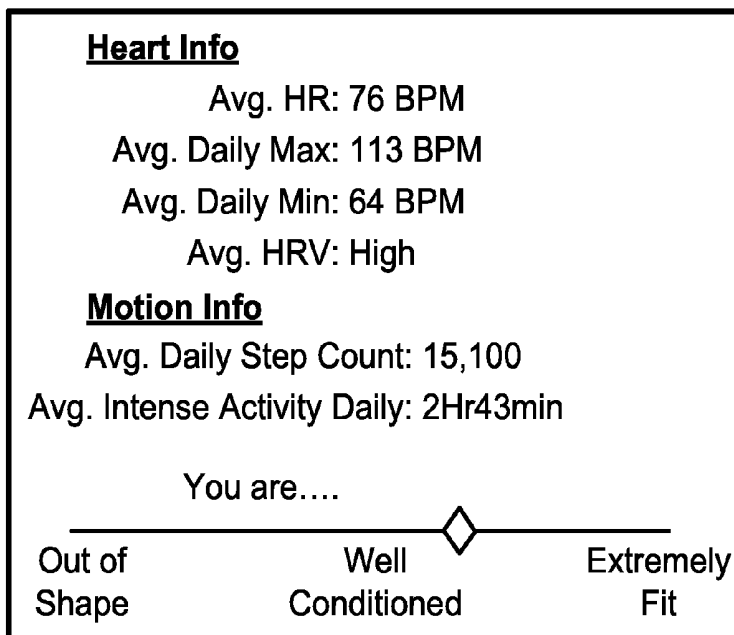 Heart Info
Avg. HR: 76 BPM
Avg. Daily Max: 113 BPM
Avg. Daily Min: 64 BPM
Avg. HRV: High
Motion Info
Avg. Daily Step Count: 15,100
Avg. Intense Activity Daily: 2Hr43min
You are....
Out of Well Extremely
Shape Conditioned Fit